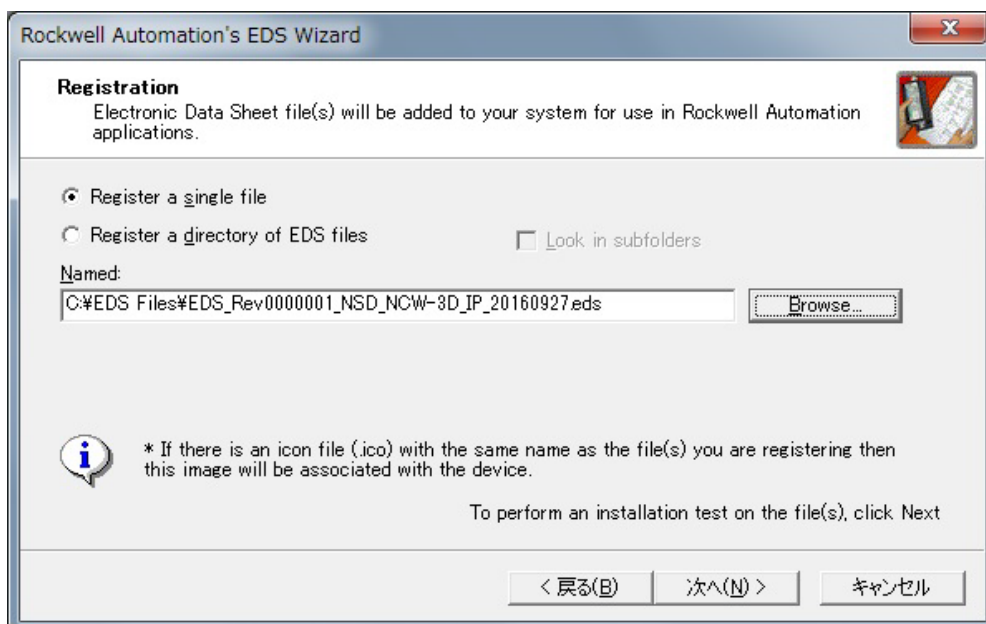 Rockwell Automation's EDS Wizard
Registration
Electronic Data Sheet file(s) will be added to your system for use in Rockwell Automation
applications.
Register a single file
Register a directory of EDS files
Look in subfolders
Named:
C:¥EDS Files¥EDS_Rev0000001_NSD_NCW-3D_IP_20160927.eds
Browse...
* If there is an icon file (.ico) with the same name as the file(s) you are registering then
this image will be associated with the device.
To perform an installation test on the file(s), click Next
< 戻る(B)
次へ(N) >
キャンセル